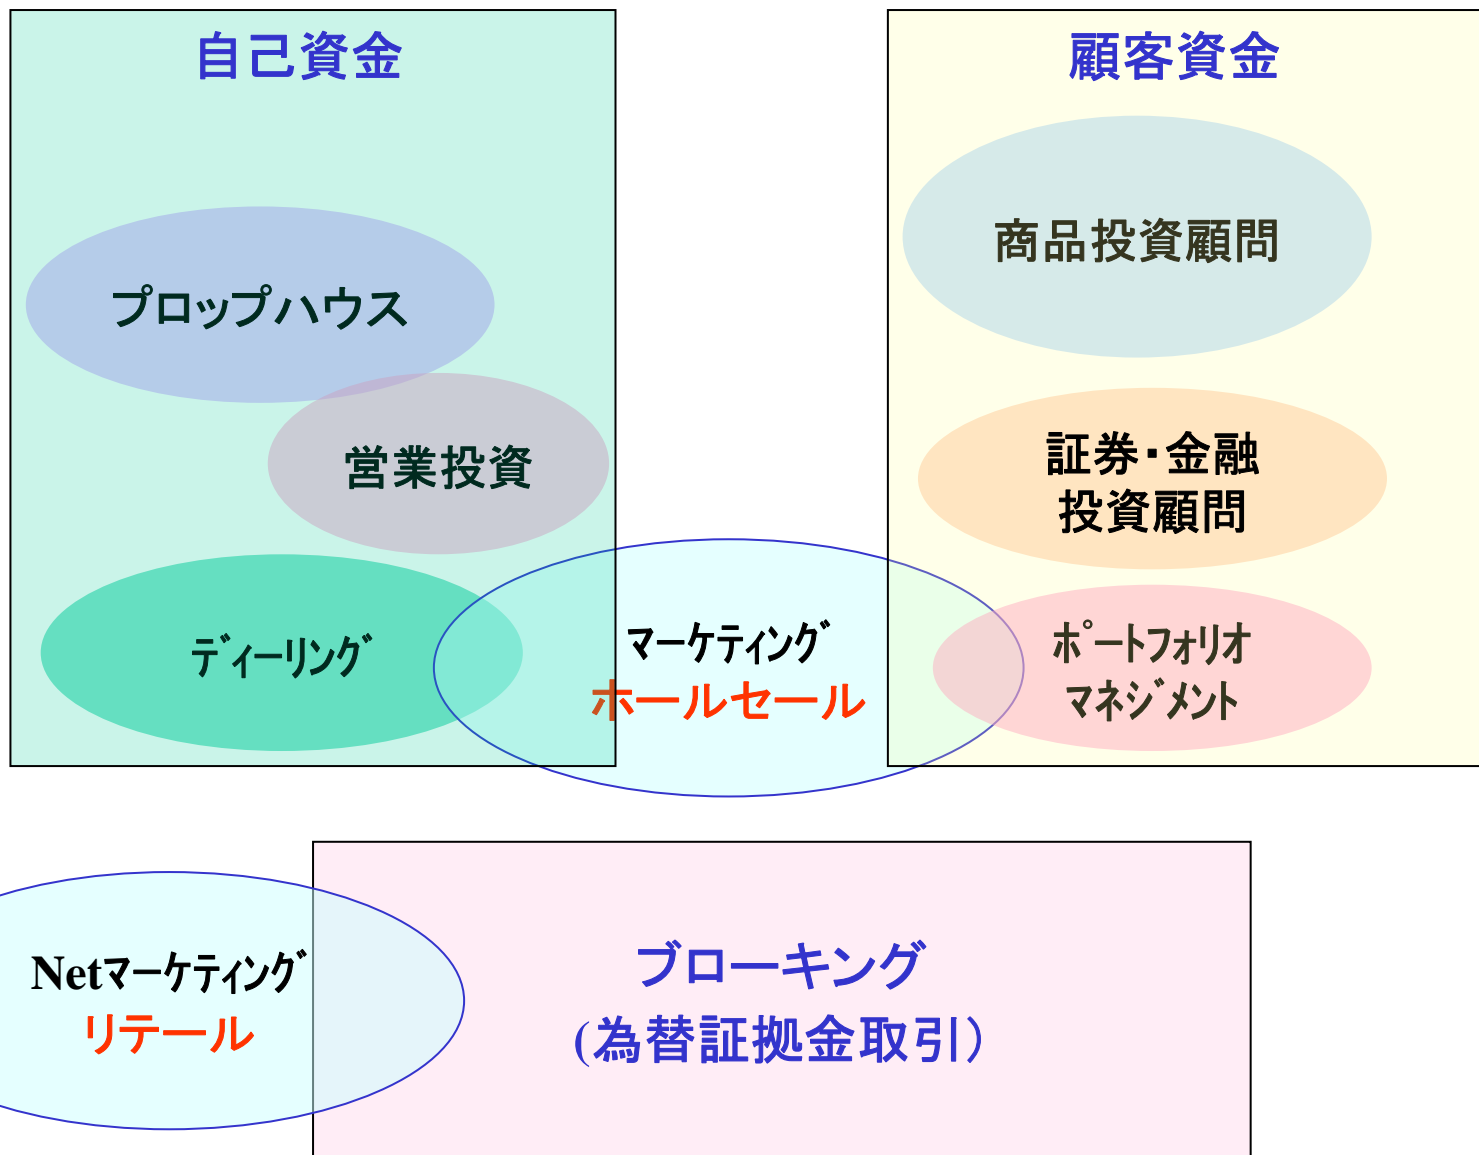 自己資金
プロップハウス
営業投資
ディーリング
マーケティング
ホールセール
顧客資金
商品投資顧問
証券・金融
投資顧問
ポートフォリオ
マネジメント
Netマーケティング
リテール
ブローキング
(為替証拠金取引）